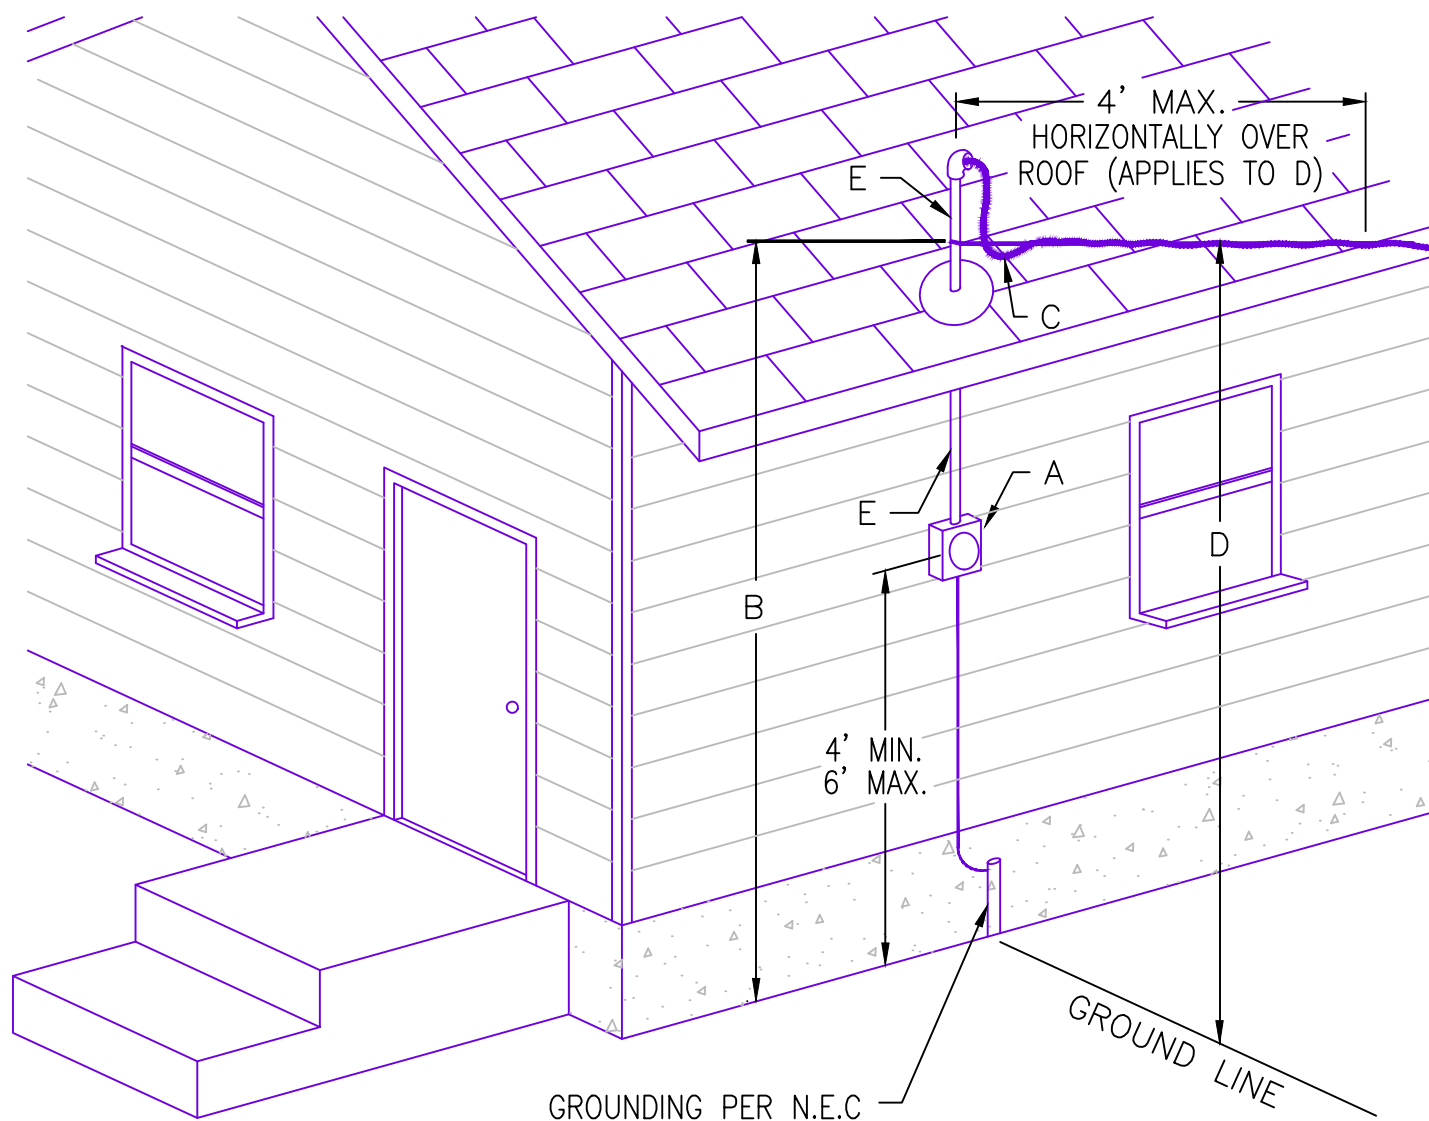 4’ MAX.
HORIZONTALLY OVER
ROOF (APPLIES TO D)
E
C
A
E
D
B
4’ MIN.
6’ MAX.
GROUND LINE
GROUNDING PER N.E.C